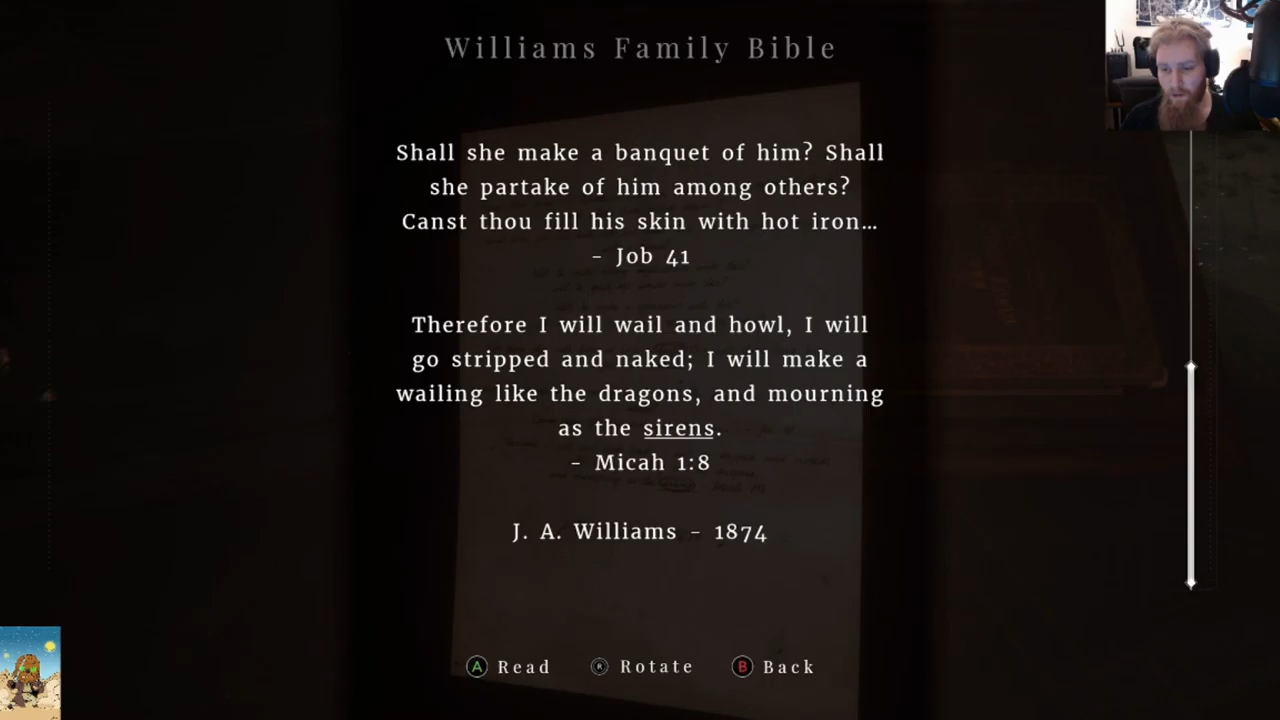 Williams Family Bible
Shall she make a banquet of him? Shall
she partake of him among others?
Canst thou fill his skin with hot iron...
- Job 41
Therefore I will wail and howl, I will
go stripped and naked; I will make a
wailing like the dragons, and mourning
as the sirens.
- Micah 1:8
J. A. Williams - 1874
A Read R Rotate B Back